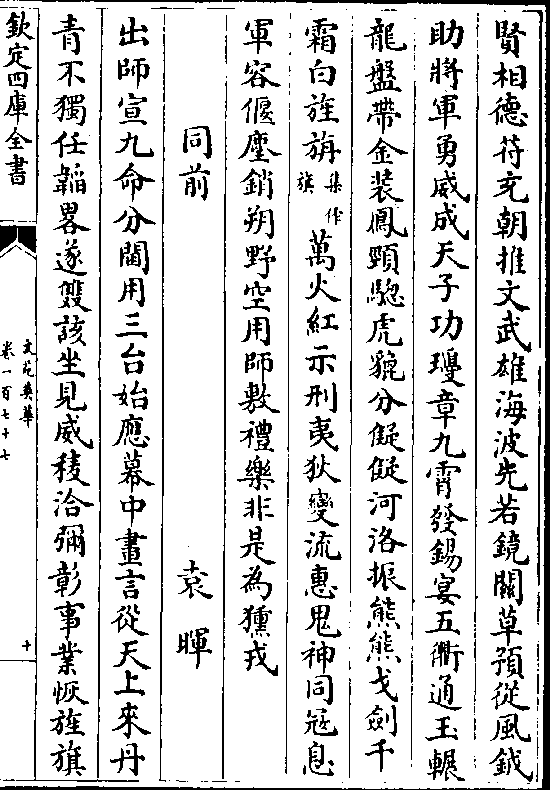 賢相德符充朝推文武雄海波先若鏡關草預從風鉞
助將軍勇威成天子功瓊章九霄發錫宴五衢通玉輾
龍盤帶金装鳳頸驄虎貔分儗儗河洛振熊熊戈劍千
霜白旌旃集作旗萬火紅示刑夷狄變流惠鬼神同冦息
軍容偃塵銷朔野空用師敷禮樂非是為獯戎
同前 袁暉
出師宣九命分閫用三台始應幕中畫言從天上來丹
青不獨任韜畧遂雙該坐見威稜洽彌彰事業恢旌旗
欽定四庫全書
文苑英華
卷一百七十七
十